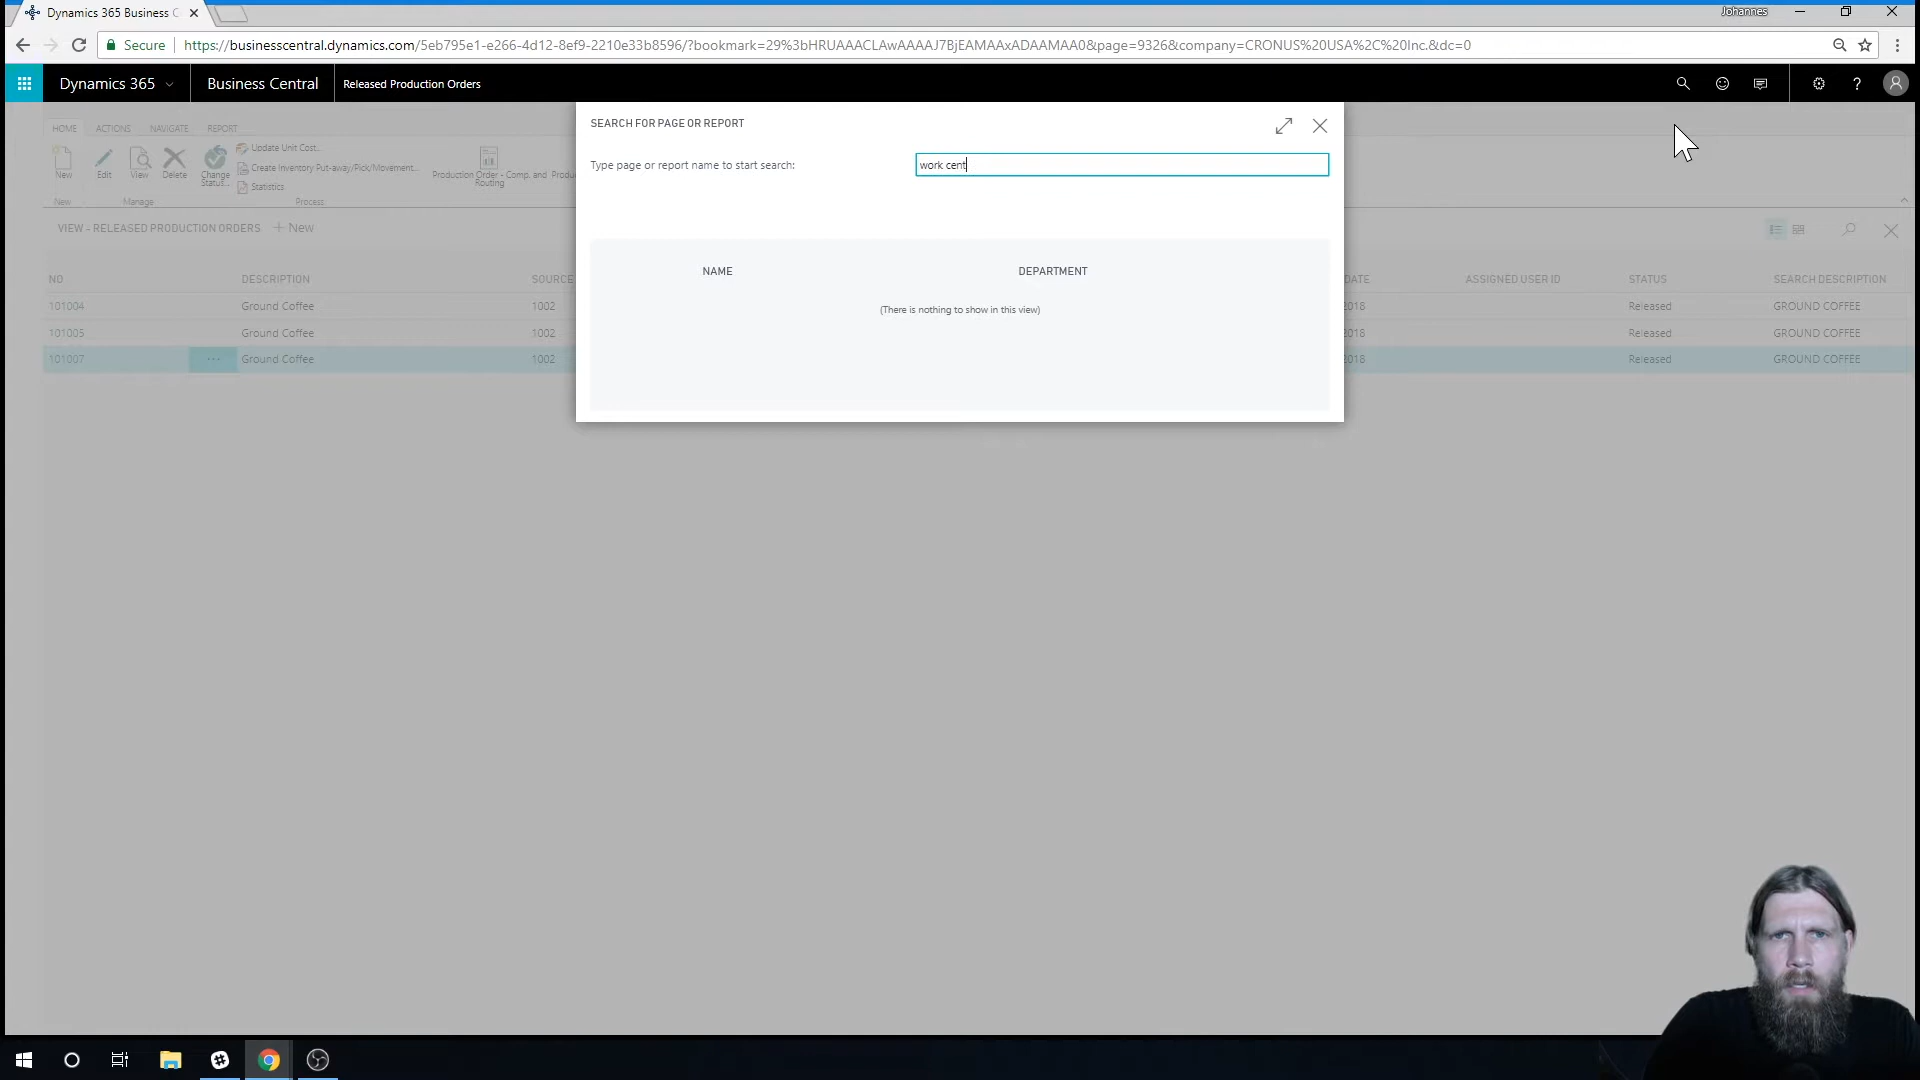 Dynamics 365 Business C
Johannes
Secure
https://businesscentral.dynamics.com/5eb795e1-e266-4d12-8ef9-2210e33b8596/?bookmark=29%3bHRUAAACLAwAAAAJ7BjEAMAAxADAAMAA0&page=9326&company=CRONUS%20USA%2C%20Inc.&dc=0
Dynamics 365
Business Central
Released Production Orders
HOME
ACTIONS
NAVIGATE
REPORT
New
Edit
View
Delete
Change Status...
Update Unit Cost...
Create Inventory Put-away/Pick/Movement...
Statistics
Production Order - Comp. and Routing
Produ
New
Manage
Process
SEARCH FOR PAGE OR REPORT
Type page or report name to start search:
work cent
NAME
DEPARTMENT
(There is nothing to show in this view)
VIEW - RELEASED PRODUCTION ORDERS
+ New
NO
DESCRIPTION
SOURCE
DATE
ASSIGNED USER ID
STATUS
SEARCH DESCRIPTION
101004
Ground Coffee
1002
2018
Released
GROUND COFFEE
101005
Ground Coffee
1002
2018
Released
GROUND COFFEE
101007
Ground Coffee
1002
2018
Released
GROUND COFFEE